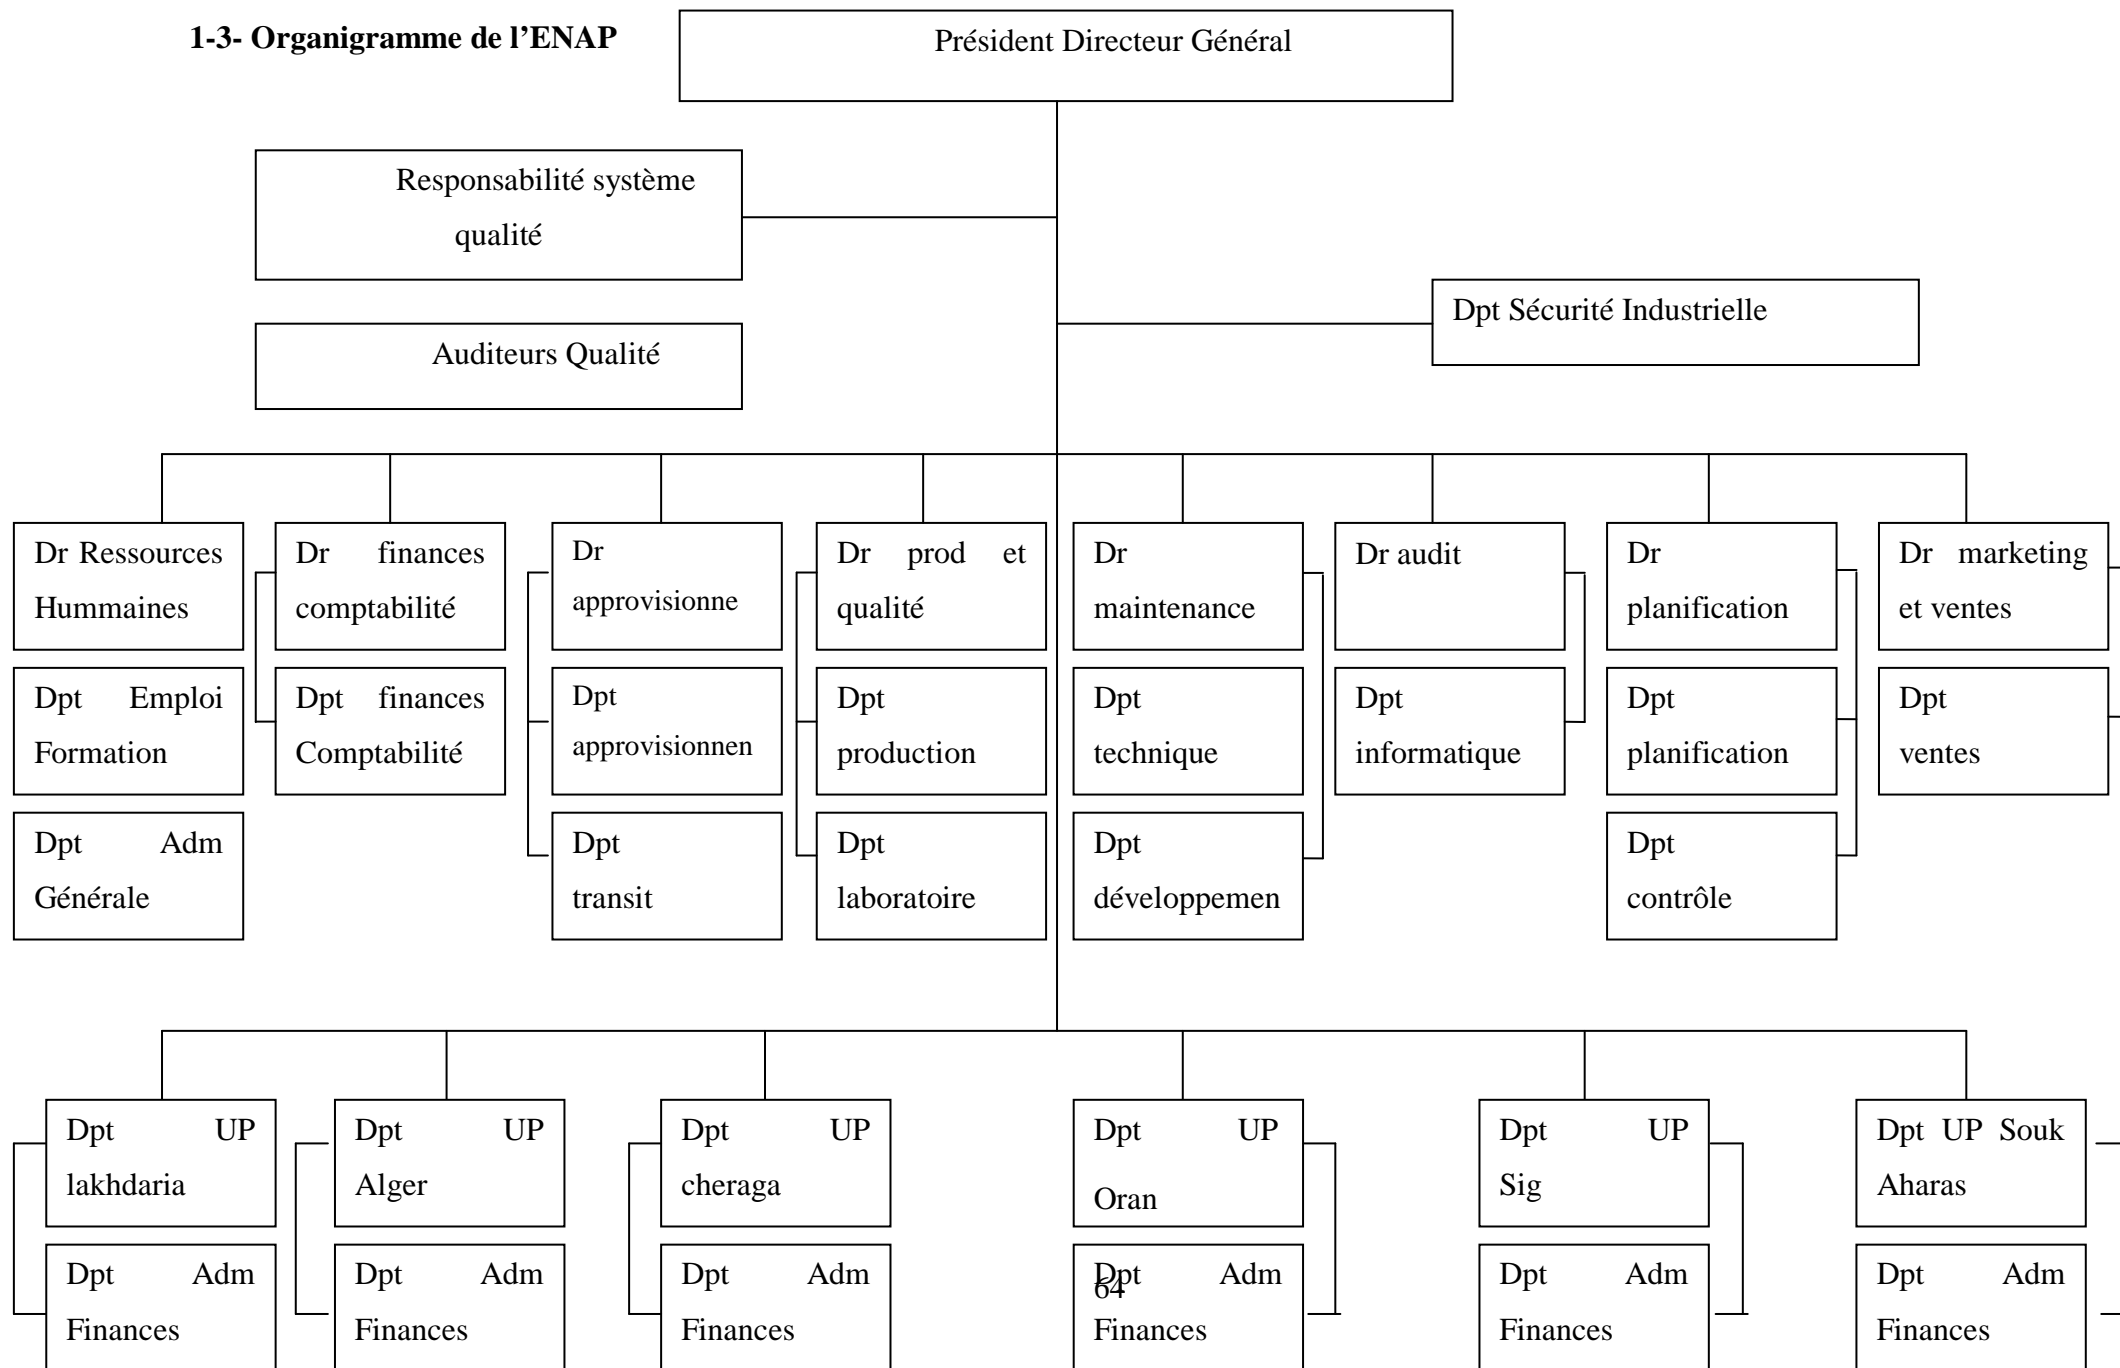 1-3- Organigramme de l’ENAP
Président Directeur Général
Responsabilité système
qualité
Dpt Sécurité Industrielle
Auditeurs Qualité
Dr Ressources
Hummaines
Dr finances
comptabilité
Dr
approvisionne
Dr prod et
qualité
Dr
maintenance
Dr audit
Dr
planification
Dr marketing
et ventes
Dpt Emploi
Formation
Dpt finances
Comptabilité
Dpt
approvisionnen
Dpt
production
Dpt
technique
Dpt
informatique
Dpt
planification
Dpt
ventes
Dpt Adm
Générale
Dpt
transit
Dpt
laboratoire
Dpt
développemen
Dpt
contrôle
Dpt UP
lakhdaria
Dpt UP
Alger
Dpt UP
cheraga
Dpt UP
Oran
Dpt UP
Sig
Dpt UP Souk
Aharas
Dpt Adm
Finances
Dpt Adm
Finances
Dpt Adm
Finances
Dpt Adm
Finances
Dpt Adm
Finances
Dpt Adm
Finances
64